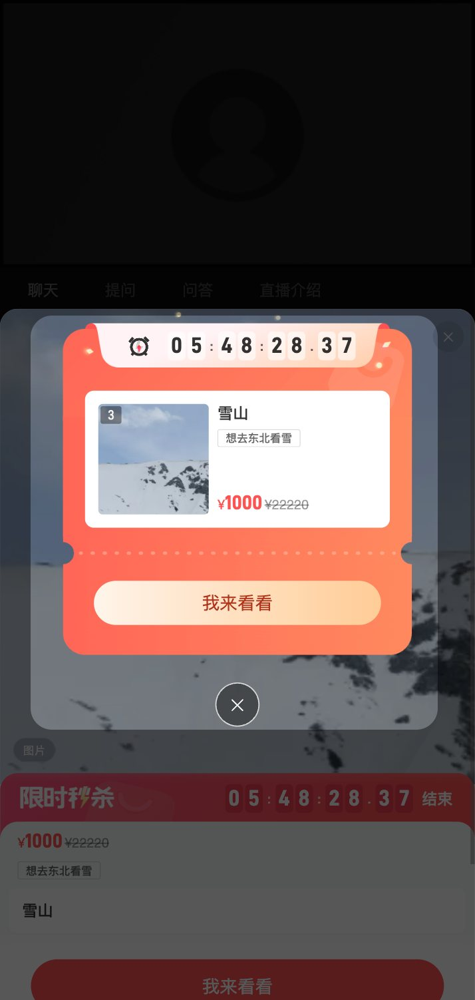 聊天 提问 问答 直播介绍
05:48:28.37
3
雪山
想去东北看雪
¥1000 ¥22220
我来看看
图片
限时秒杀 05:48:28.37 结束
¥1000 ¥22220
想去东北看雪
雪山
我来看看